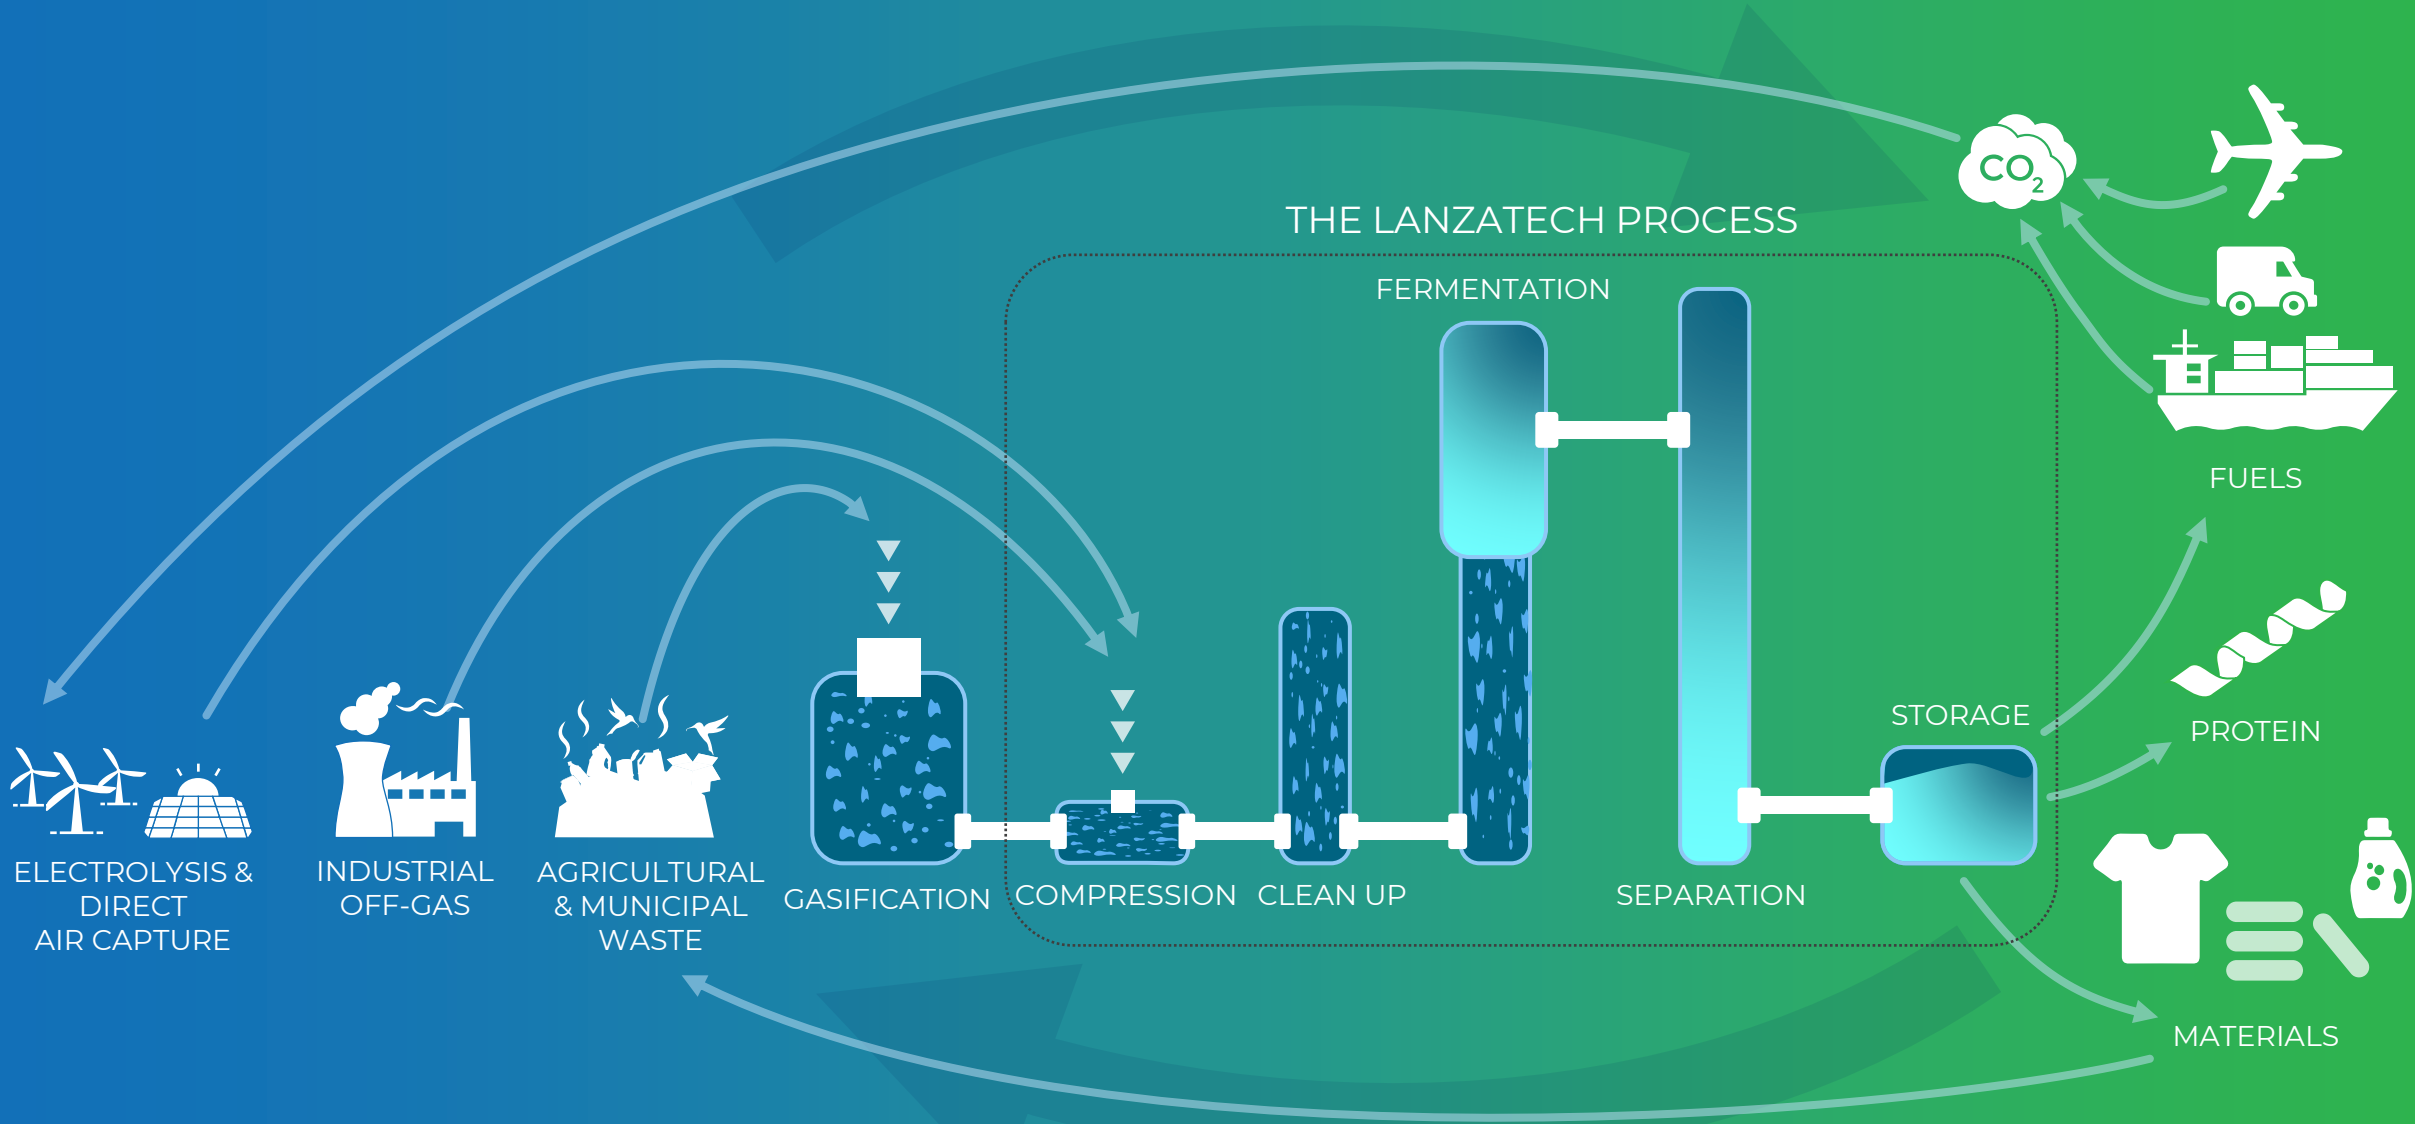 THE LANZATECH PROCESS
CO2
FERMENTATION
FUELS
STORAGE
PROTEIN
ELECTROLYSIS &
DIRECT
AIR CAPTURE
INDUSTRIAL
OFF-GAS
AGRICULTURAL
& MUNICIPAL
WASTE
GASIFICATION
COMPRESSION
CLEAN UP
SEPARATION
MATERIALS